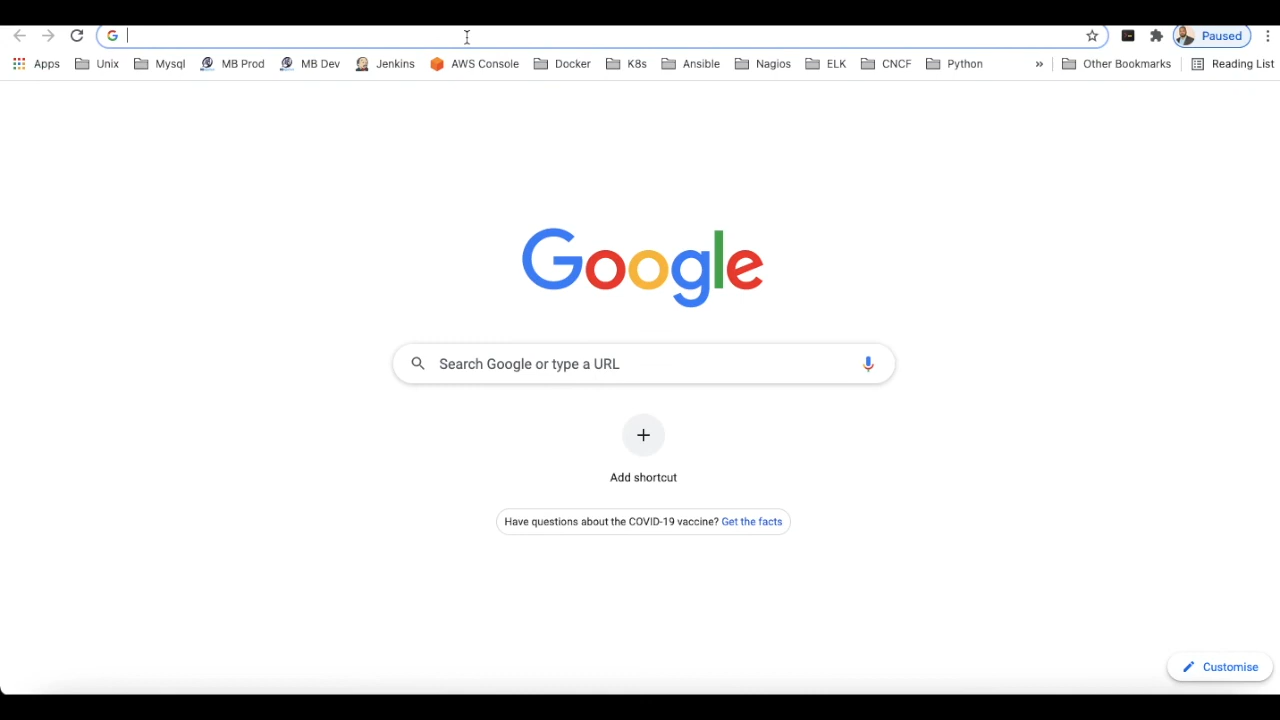 Paused
Apps Unix Mysql MB Prod MB Dev Jenkins AWS Console Docker K8s Ansible Nagios ELK CNCF Python » Other Bookmarks Reading List
Google
Search Google or type a URL
Add shortcut
Have questions about the COVID-19 vaccine? Get the facts
Customise